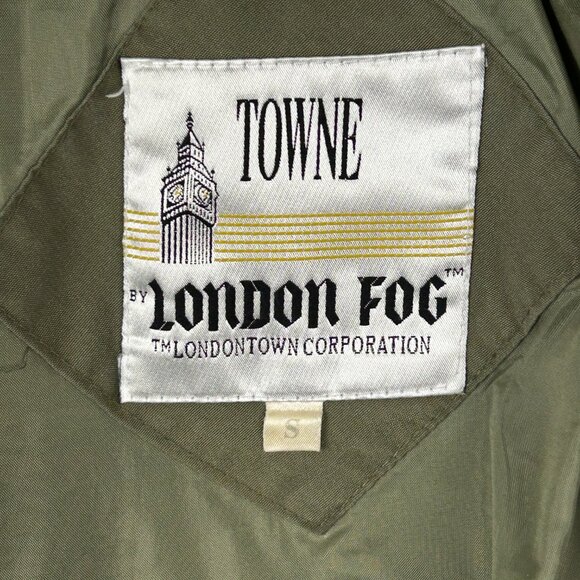 TOWNE
BY LONDON FOG™
™LONDONTOWN CORPORATION
S